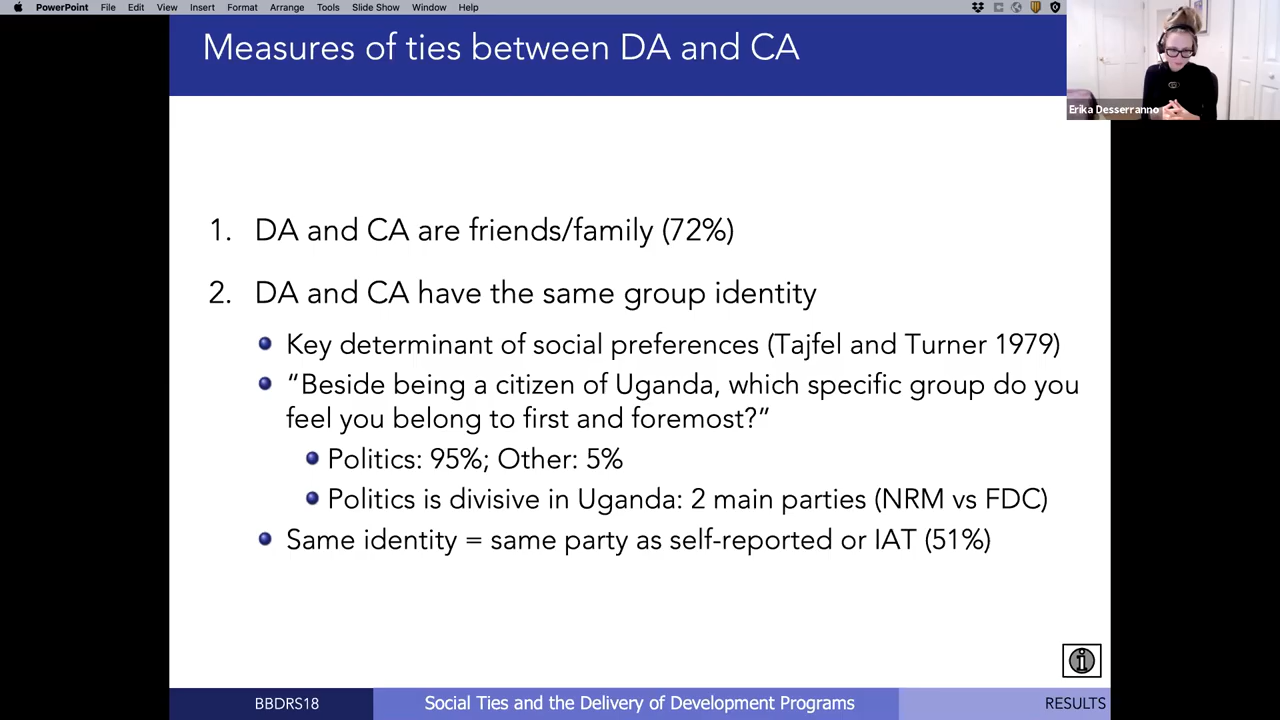 PowerPoint File Edit View Insert Format Arrange Tools Slide Show Window Help
Measures of ties between DA and CA
Erika Desserranno
1. DA and CA are friends/family (72%)
2. DA and CA have the same group identity
Key determinant of social preferences (Tajfel and Turner 1979)
“Beside being a citizen of Uganda, which specific group do you
feel you belong to first and foremost?”
Politics: 95%; Other: 5%
Politics is divisive in Uganda: 2 main parties (NRM vs FDC)
Same identity = same party as self-reported or IAT (51%)
i
BBDRS18 Social Ties and the Delivery of Development Programs RESULTS